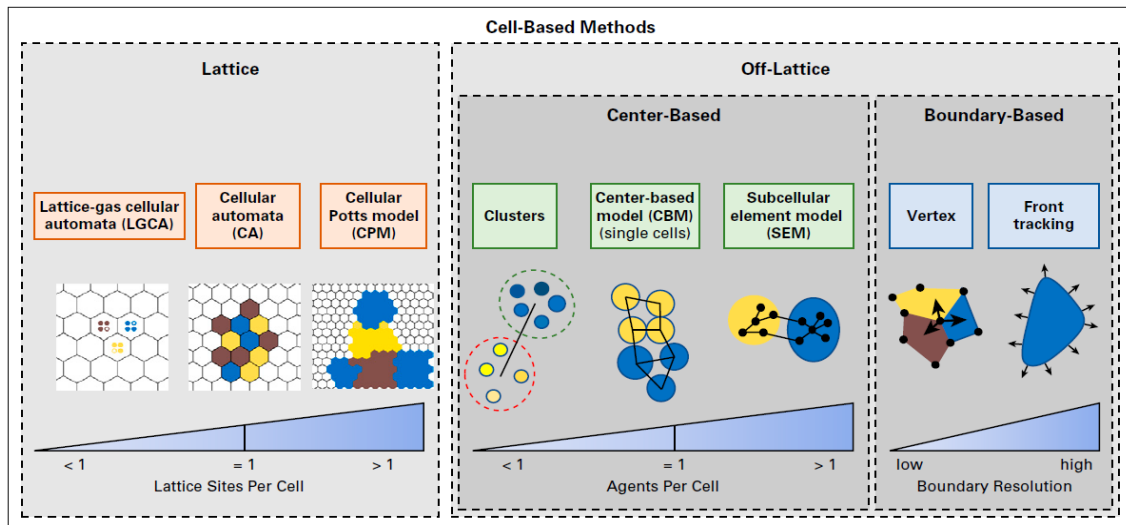 Cell-Based Methods
Lattice
Lattice-gas cellular
automata (LGCA)
Cellular
automata
(CA)
Cellular
Potts model
(CPM)
< 1
= 1
> 1
Lattice Sites Per Cell
Off-Lattice
Center-Based
Clusters
Center-based
model (CBM)
(single cells)
Subcellular
element model
(SEM)
< 1
= 1
> 1
Agents Per Cell
Boundary-Based
Vertex
Front
tracking
low
high
Boundary Resolution